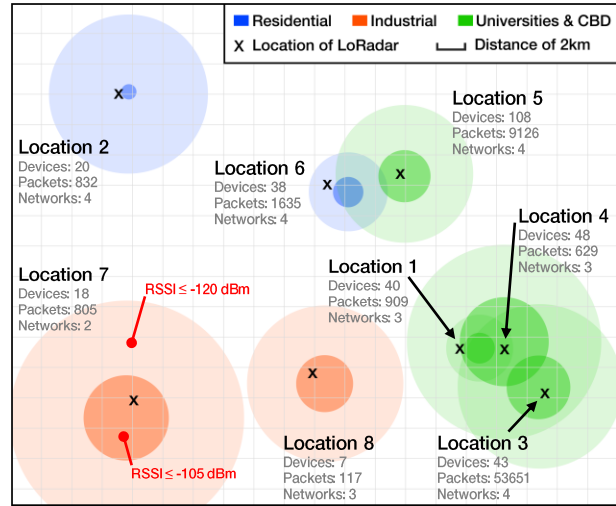 Residential Industrial Universities & CBD
x Location of LoRadar Distance of 2km
x
Location 2
Devices: 20
Packets: 832
Networks: 4
Location 5
Devices: 108
Packets: 9126
Networks: 4
x
Location 6
Devices: 38
Packets: 1635
Networks: 4
x
Location 4
Devices: 48
Packets: 629
Networks: 3
Location 1
Devices: 40
Packets: 909
Networks: 3
x
x
Location 7
Devices: 18
Packets: 805
Networks: 2
RSSI ≤ -120 dBm
x
RSSI ≤ -105 dBm
x
Location 8
Devices: 7
Packets: 117
Networks: 3
x
Location 3
Devices: 43
Packets: 53651
Networks: 4